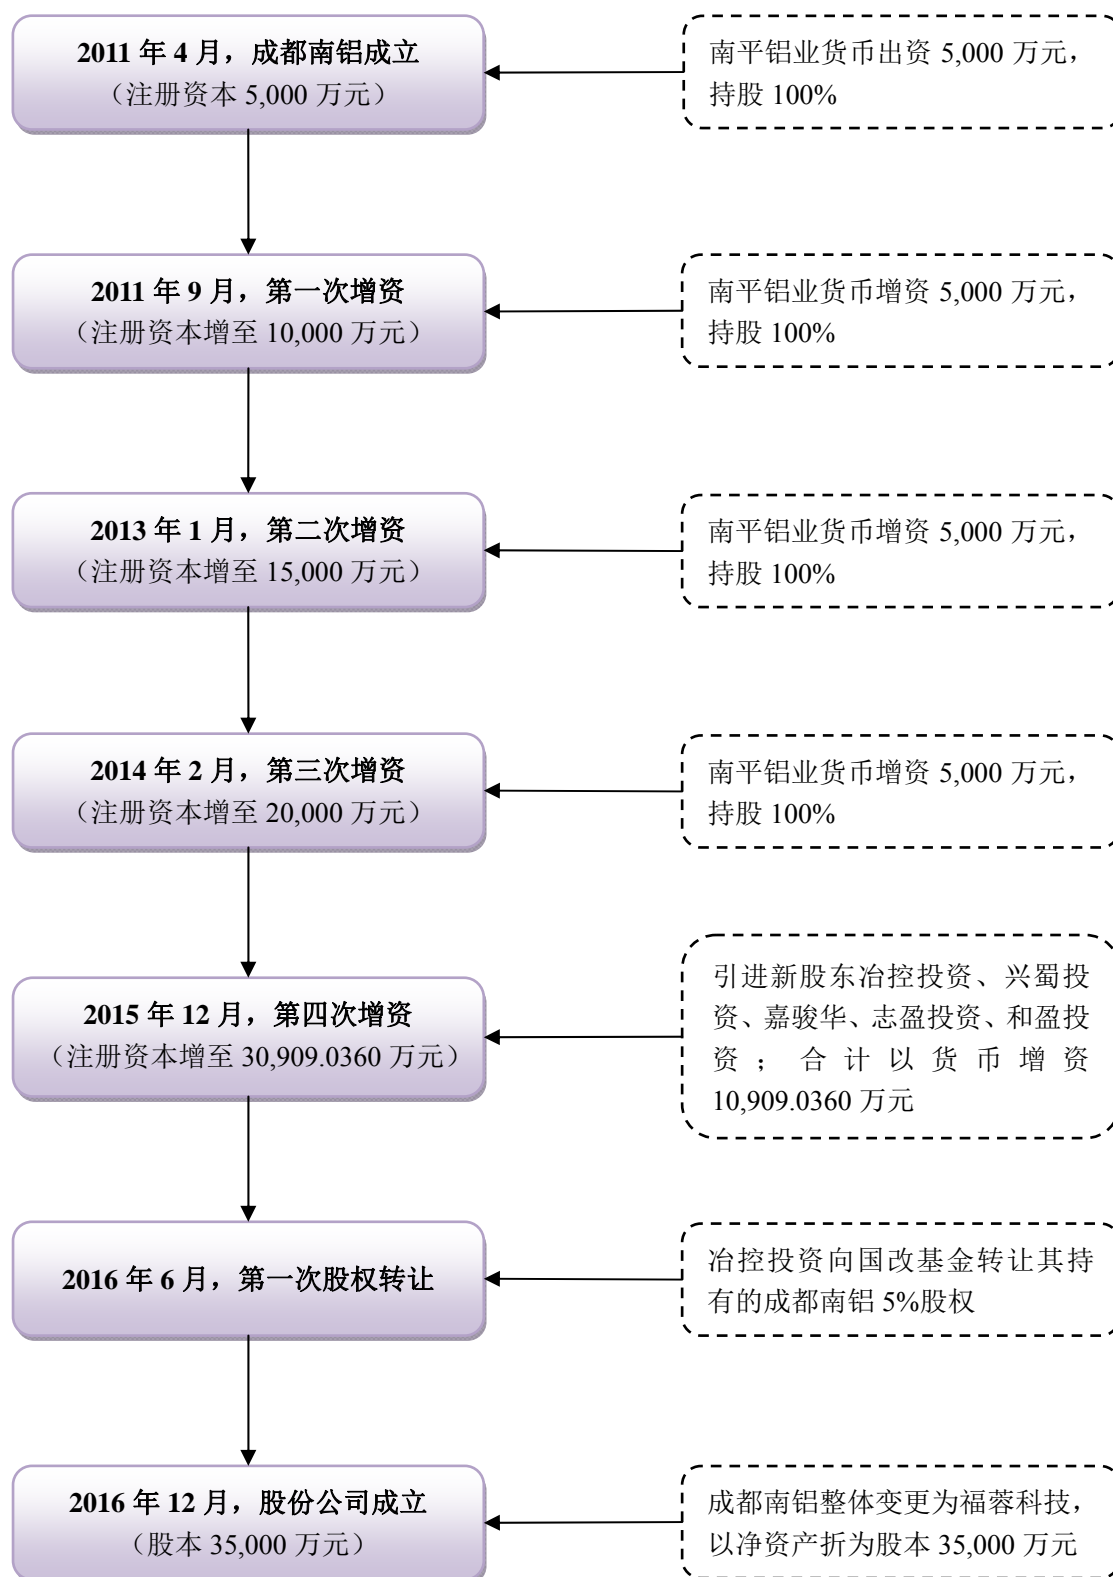 2011 年 4 月，成都南铝成立
（注册资本 5,000 万元）
南平铝业货币出资 5,000 万元，
持股 100%
2011 年 9 月，第一次增资
（注册资本增至 10,000 万元）
南平铝业货币增资 5,000 万元，
持股 100%
2013 年 1 月，第二次增资
（注册资本增至 15,000 万元）
南平铝业货币增资 5,000 万元，
持股 100%
2014 年 2 月，第三次增资
（注册资本增至 20,000 万元）
南平铝业货币增资 5,000 万元，
持股 100%
2015 年 12 月，第四次增资
（注册资本增至 30,909.0360 万元）
引进新股东冶控投资、兴蜀投
资、嘉骏华、志盈投资、和盈投
资；合计以货币增资
10,909.0360 万元
2016 年 6 月，第一次股权转让
冶控投资向国改基金转让其持
有的成都南铝 5%股权
2016 年 12 月，股份公司成立
（股本 35,000 万元）
成都南铝整体变更为福蓉科技，
以净资产折为股本 35,000 万元